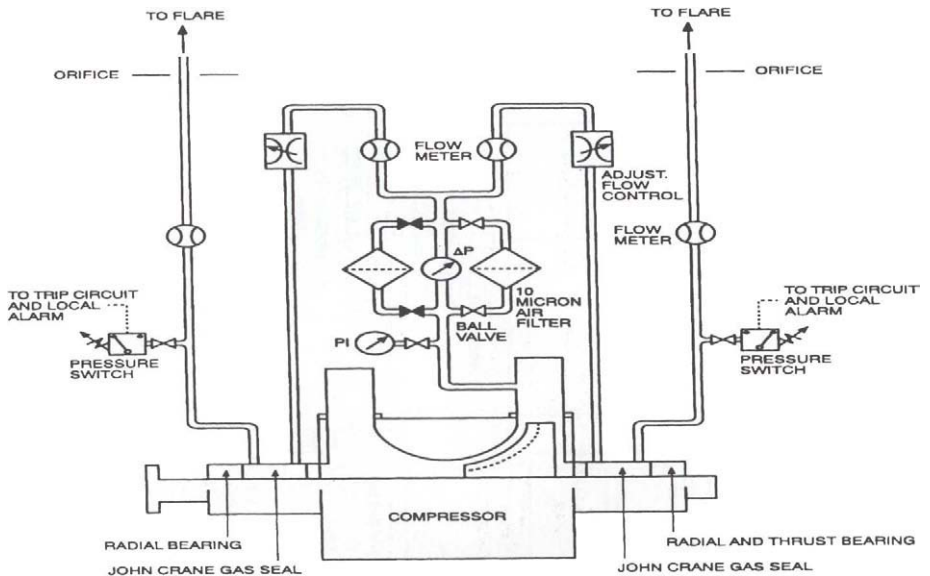 TO FLARE
TO FLARE
ORIFICE
ORIFICE
FLOW
METER
ADJUST.
FLOW
CONTROL
FLOW
METER
ΔP
10
MICRON
AIR
FILTER
BALL
VALVE
PI
TO TRIP CIRCUIT
AND LOCAL
ALARM
PRESSURE
SWITCH
TO TRIP CIRCUIT
AND LOCAL
ALARM
PRESSURE
SWITCH
COMPRESSOR
RADIAL BEARING
JOHN CRANE GAS SEAL
RADIAL AND THRUST BEARING
JOHN CRANE GAS SEAL